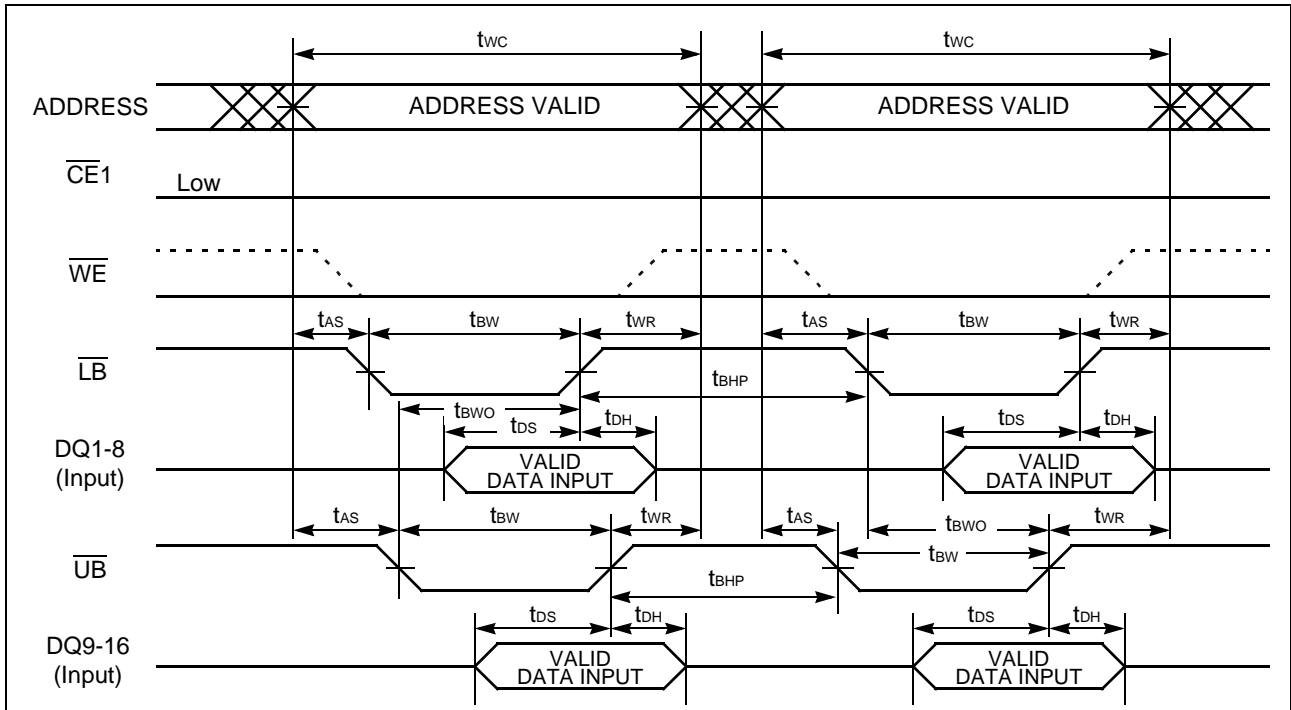 tWC tWC
ADDRESS ADDRESS VALID ADDRESS VALID
CE1 Low
WE
tAS tBW tWR tAS tBW tWR
LB
tBHP
tBWO
tDS tDH tDS tDH
DQ1-8
(Input)
VALID
DATA INPUT
VALID
DATA INPUT
tAS tBW tWR tAS tBWO tWR
tBW
UB
tBHP
tDS tDH tDS tDH
DQ9-16
(Input)
VALID
DATA INPUT
VALID
DATA INPUT